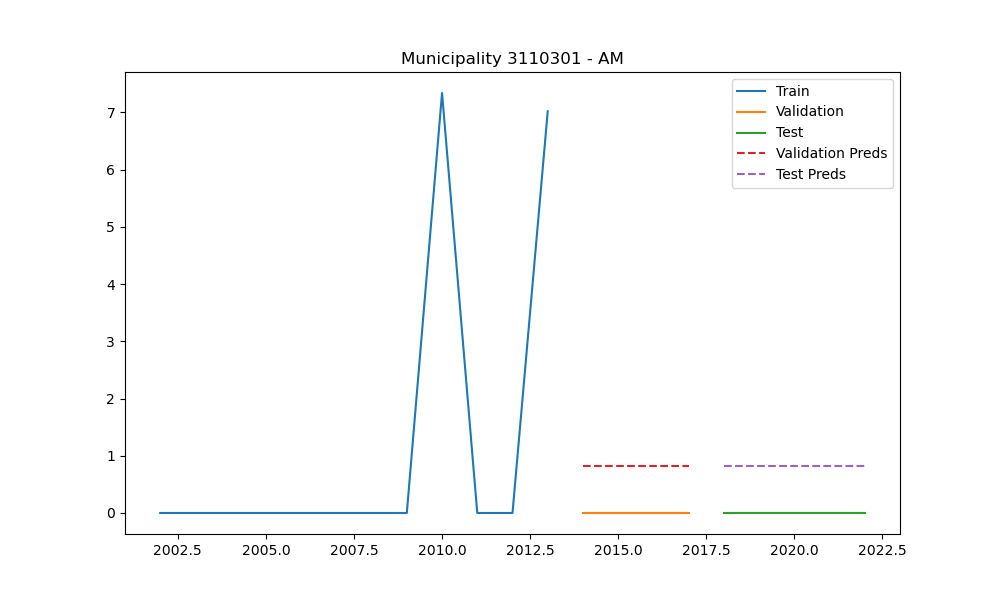 Municipality 3110301 - AM
Train
Validation
Test
Validation Preds
Test Preds
7
6
5
4
3
2
1
0
2002.5 2005.0 2007.5 2010.0 2012.5 2015.0 2017.5 2020.0 2022.5